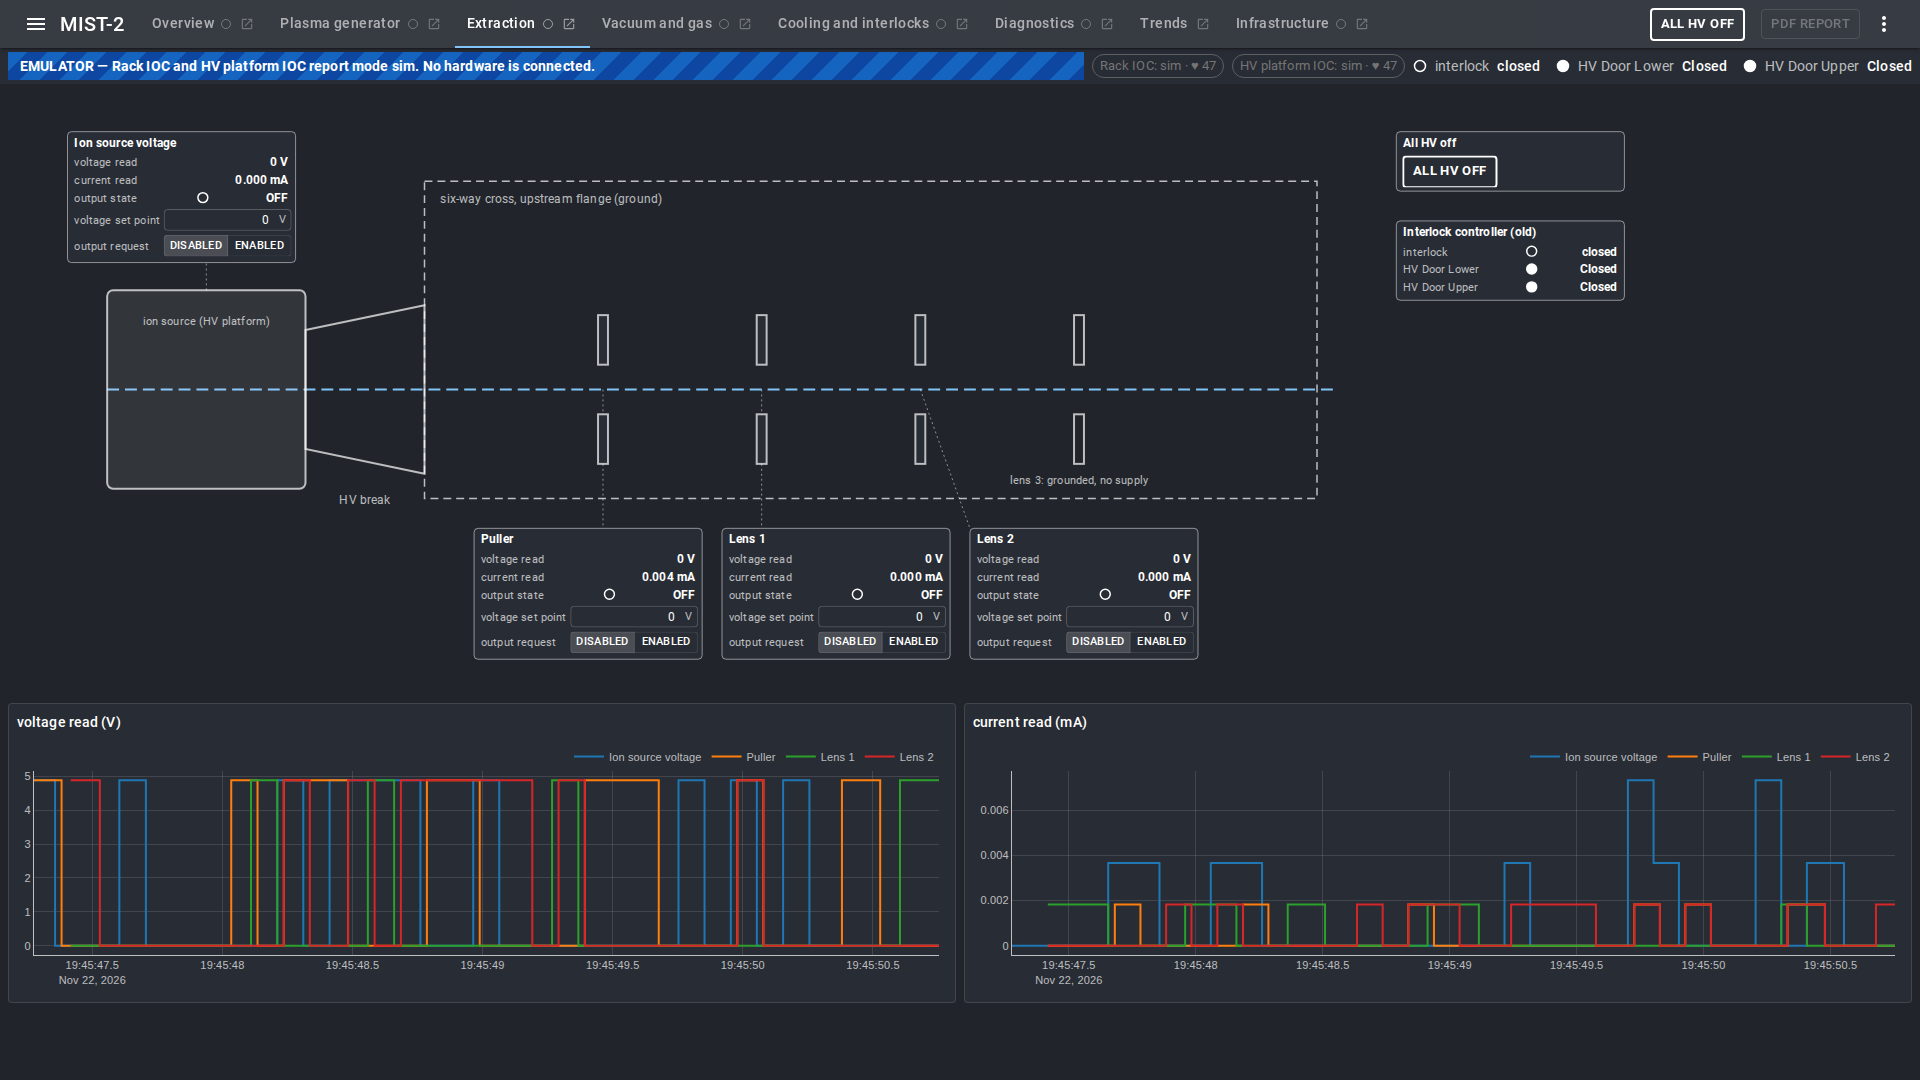 MIST-2 Overview Plasma generator Extraction Vacuum and gas Cooling and interlocks Diagnostics Trends Infrastructure ALL HV OFF PDF REPORT
EMULATOR — Rack IOC and HV platform IOC report mode sim. No hardware is connected. Rack IOC: sim · ♥ 47 HV platform IOC: sim · ♥ 47 interlock closed HV Door Lower Closed HV Door Upper Closed
Ion source voltage
voltage read 0 V
current read 0.000 mA
output state OFF
voltage set point 0 V
output request DISABLED ENABLED
All HV off
ALL HV OFF
Interlock controller (old)
interlock closed
HV Door Lower Closed
HV Door Upper Closed
six-way cross, upstream flange (ground)
ion source (HV platform)
HV break
lens 3: grounded, no supply
Puller
voltage read 0 V
current read 0.004 mA
output state OFF
voltage set point 0 V
output request DISABLED ENABLED
Lens 1
voltage read 0 V
current read 0.000 mA
output state OFF
voltage set point 0 V
output request DISABLED ENABLED
Lens 2
voltage read 0 V
current read 0.000 mA
output state OFF
voltage set point 0 V
output request DISABLED ENABLED
voltage read (V)
Ion source voltage Puller Lens 1 Lens 2
5
4
3
2
1
0
19:45:47.5 19:45:48 19:45:48.5 19:45:49 19:45:49.5 19:45:50 19:45:50.5
Nov 22, 2026
current read (mA)
Ion source voltage Puller Lens 1 Lens 2
0.006
0.004
0.002
0
19:45:47.5 19:45:48 19:45:48.5 19:45:49 19:45:49.5 19:45:50 19:45:50.5
Nov 22, 2026